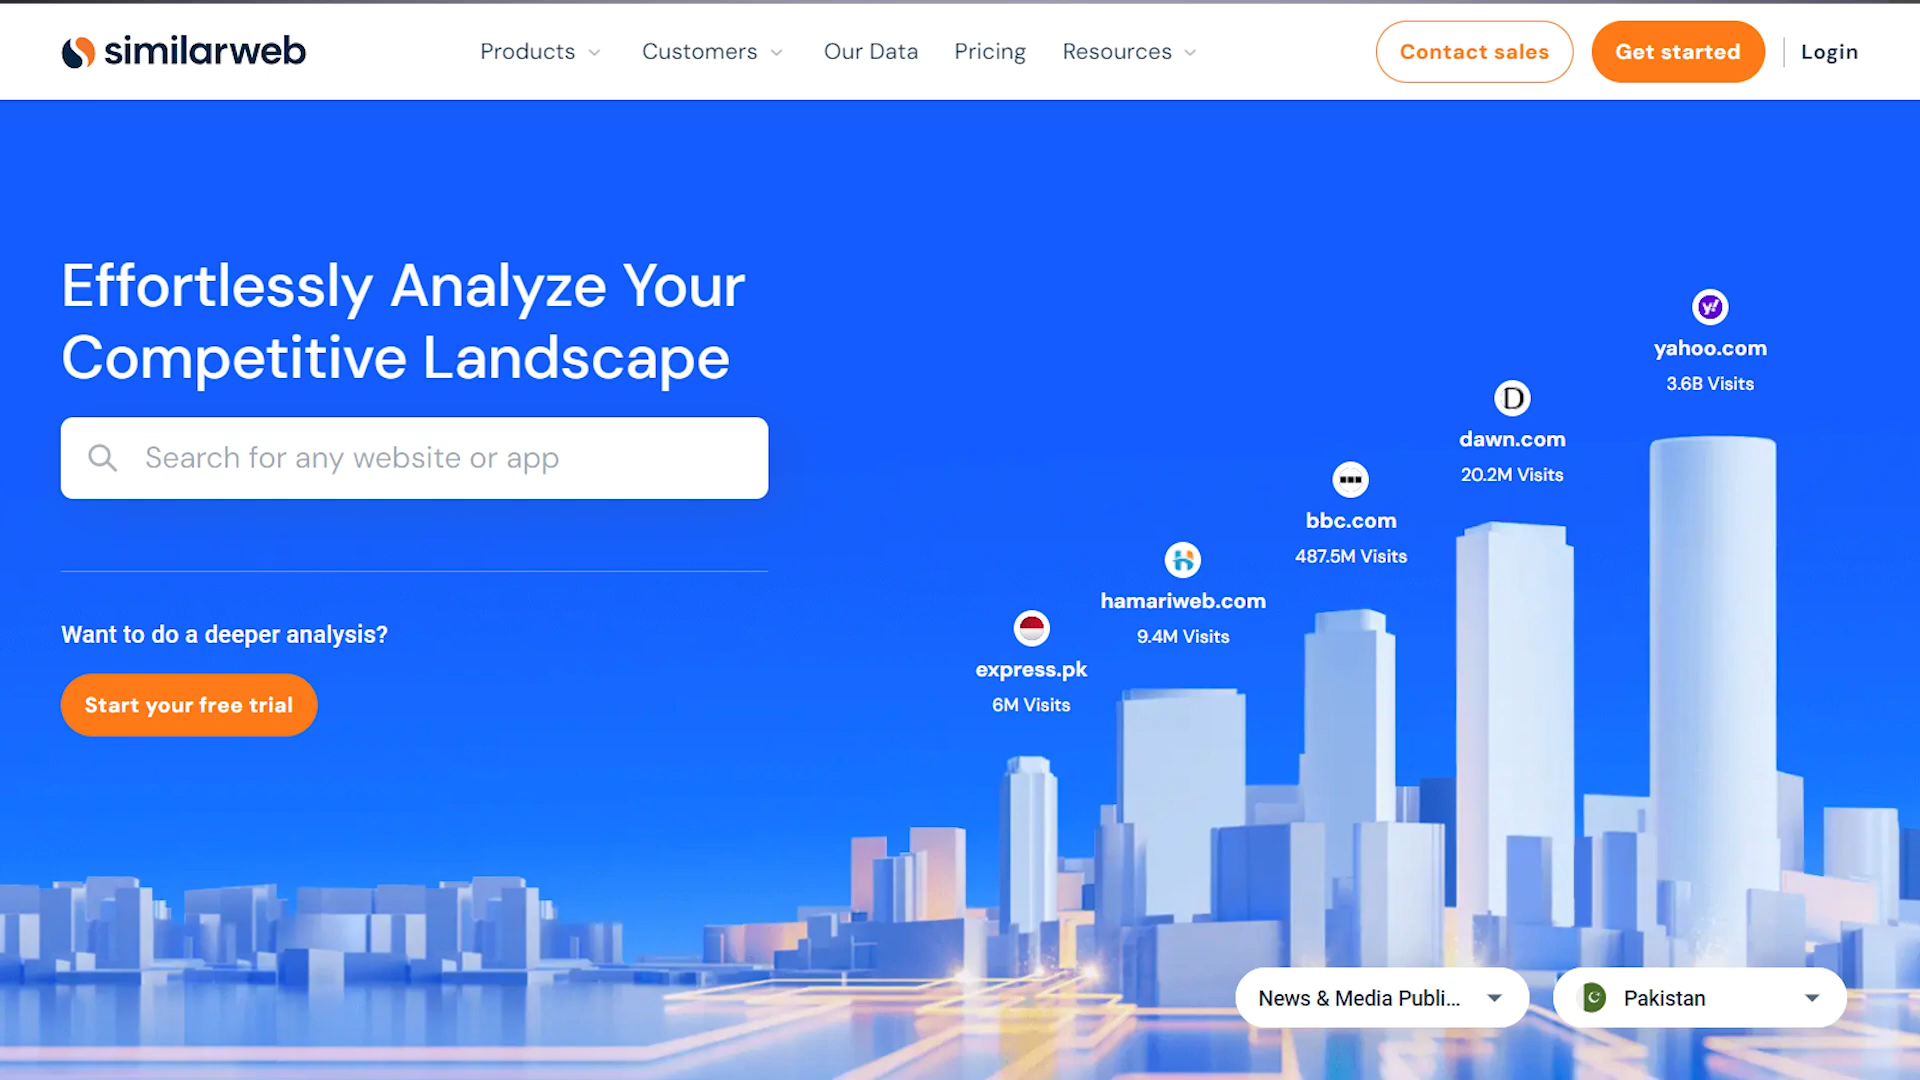 similarweb
Products
Customers
Our Data
Pricing
Resources
Contact sales
Get started
Login
Effortlessly Analyze Your
Competitive Landscape
Search for any website or app
Want to do a deeper analysis?
Start your free trial
express.pk
6M Visits
hamariweb.com
9.4M Visits
bbc.com
487.5M Visits
D
dawn.com
20.2M Visits
y!
yahoo.com
3.6B Visits
News & Media Publi...
Pakistan